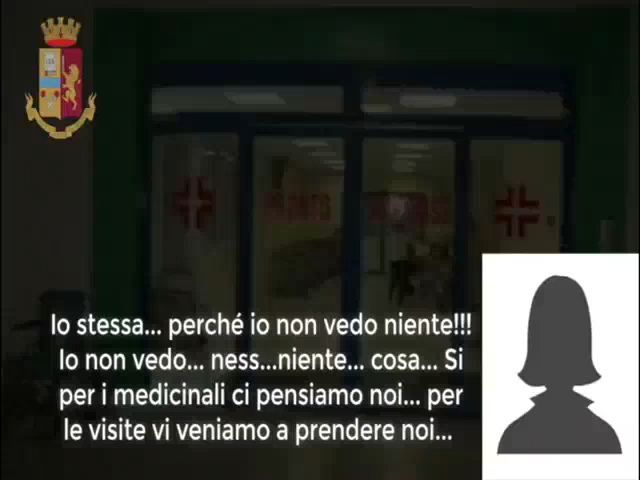 Io stessa... perché io non vedo niente!!!
Io non vedo... ness...niente... cosa... Si
per i medicinali ci pensiamo noi... per
le visite vi veniamo a prendere noi...